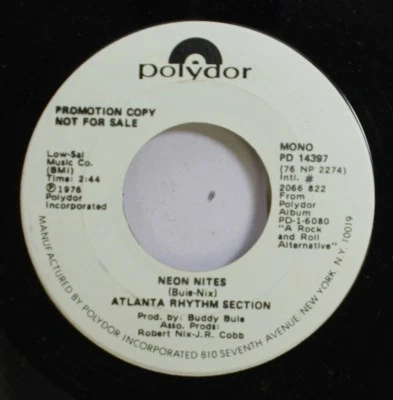 polydor
PROMOTION COPY
NOT FOR SALE
Low-Sal
Music Co.
(BMI)
Time: 2:44
Ⓟ 1976
Polydor
Incorporated
MONO
PD 14397
(76 NP 2274)
Intl. #
2066 822
From
Polydor
Album
PD-1-6080
"A Rock
and Roll
Alternative"
NEON NITES
(Buie-Nix)
ATLANTA RHYTHM SECTION
Prod. by: Buddy Buie
Asso. Prods:
Robert Nix-J.R. Cobb
MANUFACTURED BY POLYDOR INCORPORATED 810 SEVENTH AVENUE: NEW YORK, N.Y. 10019